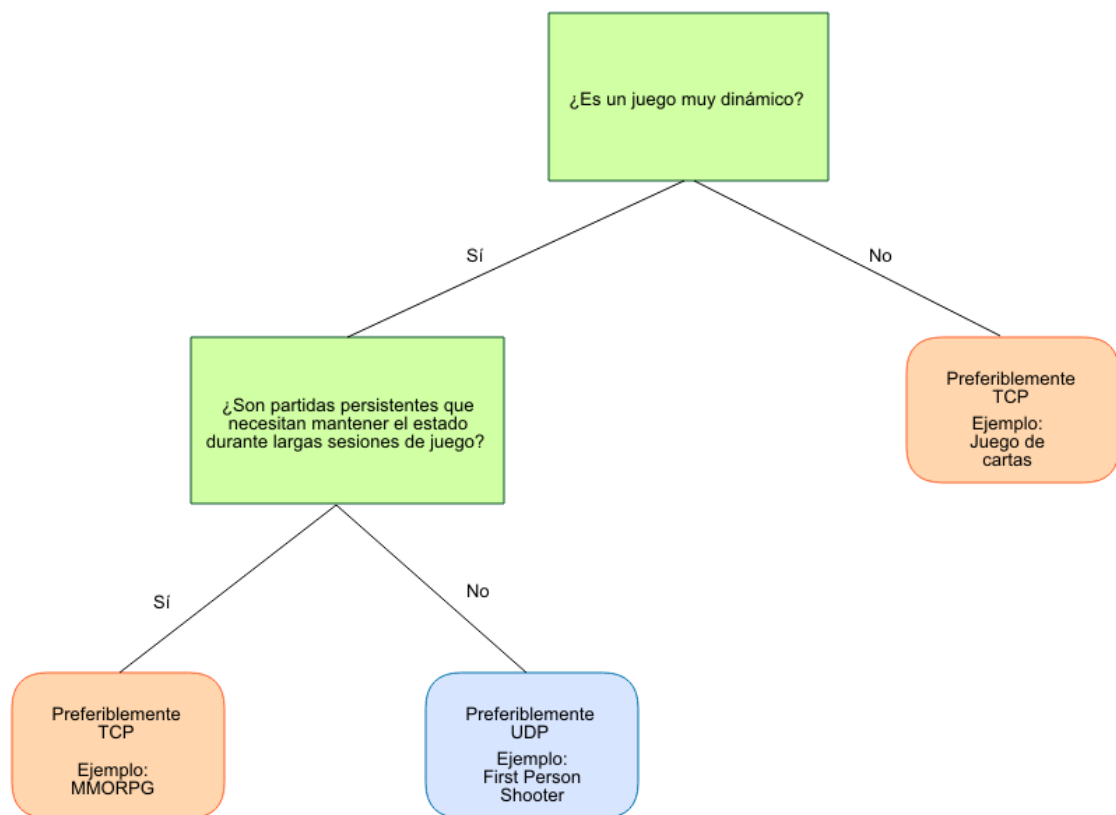 ¿Es un juego muy dinámico?
Sí
No
¿Son partidas persistentes que
necesitan mantener el estado
durante largas sesiones de juego?
Preferiblemente
TCP
Ejemplo:
Juego de
cartas
Sí
No
Preferiblemente
TCP
Ejemplo:
MMORPG
Preferiblemente
UDP
Ejemplo:
First Person
Shooter